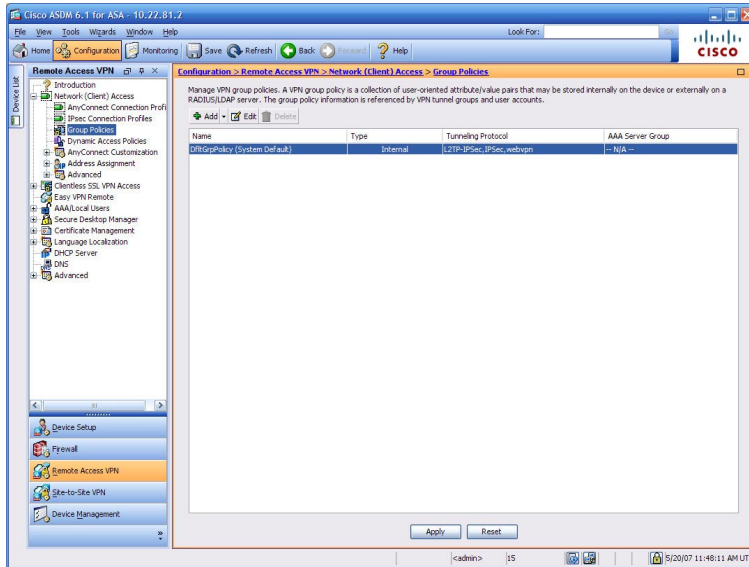 Cisco ASDM 6.1 for ASA - 10.22.81.2
File View Tools Wizards Window Help
Look For:
Go
Home Configuration Monitoring Save Refresh Back Forward Help
CISCO
Device List
Remote Access VPN
Introduction
Network (Client) Access
AnyConnect Connection Profi
IPsec Connection Profiles
Group Policies
Dynamic Access Policies
AnyConnect Customization
Address Assignment
Advanced
Clientless SSL VPN Access
Easy VPN Remote
AAA/Local Users
Secure Desktop Manager
Certificate Management
Language Localization
DHCP Server
DNS
Advanced
Device Setup
Firewall
Remote Access VPN
Site-to-Site VPN
Device Management
Configuration > Remote Access VPN > Network (Client) Access > Group Policies
Manage VPN group policies. A VPN group policy is a collection of user-oriented attribute/value pairs that may be stored internally on the device or externally on a
RADIUS/LDAP server. The group policy information is referenced by VPN tunnel groups and user accounts.
Add Edit Delete
Name Type Tunneling Protocol AAA Server Group
DfltGrpPolicy (System Default) Internal L2TP-IPSec,IPSec,webvpn -- N/A --
Apply Reset
<admin> 15 5/20/07 11:48:11 AM UT